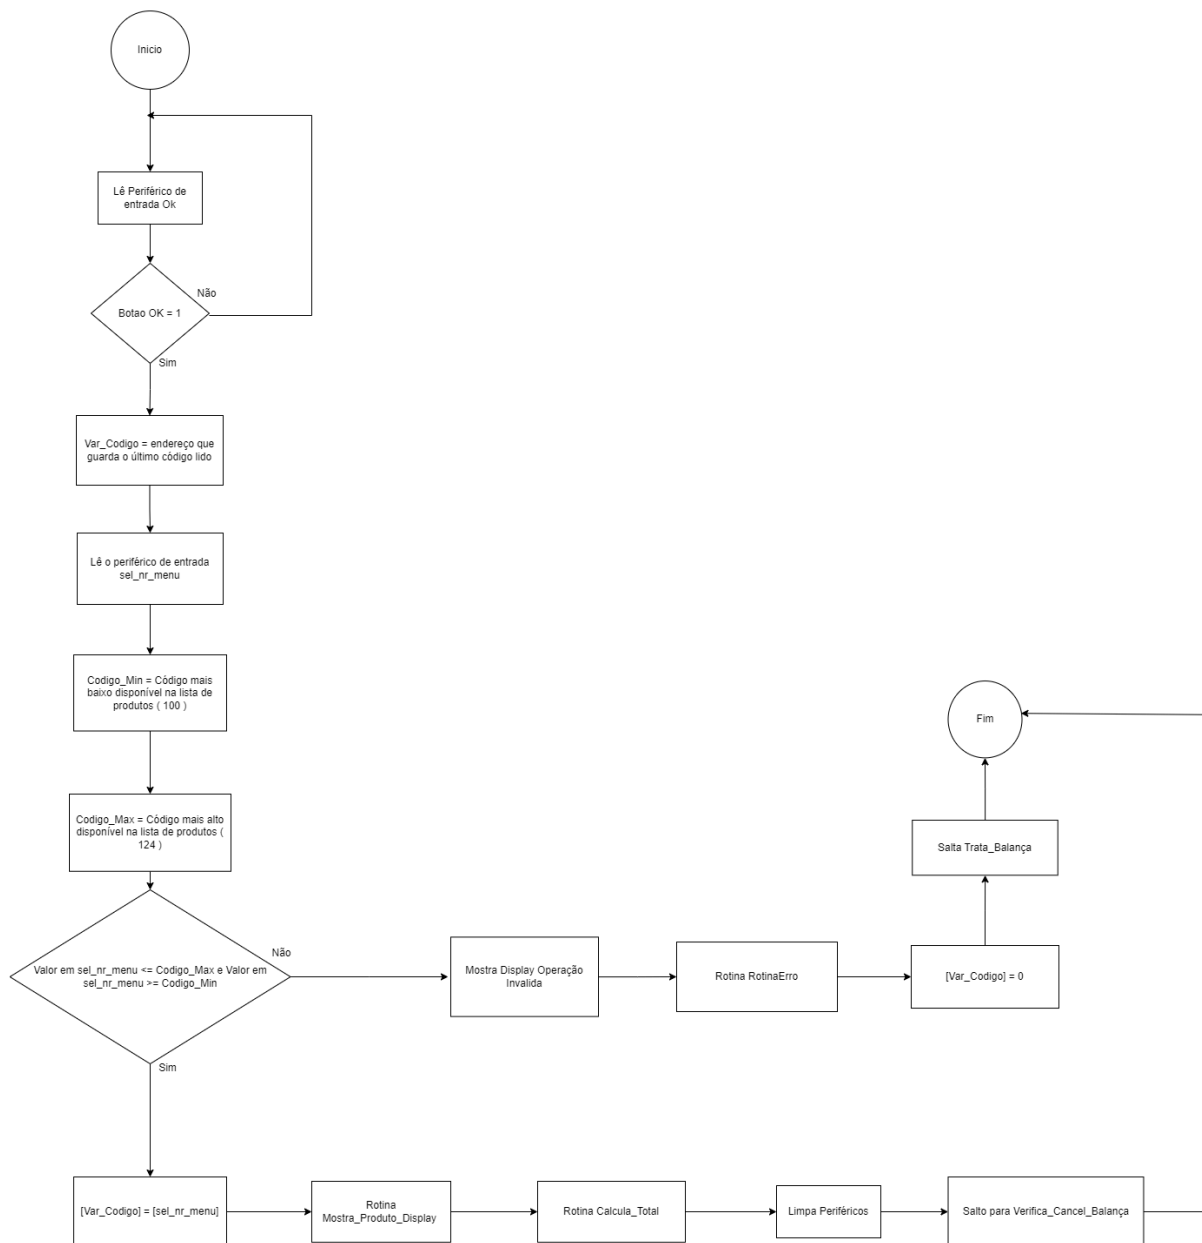 Inicio
Lê Periférico de
entrada Ok
Não
Botao OK = 1
Sim
Var_Codigo = endereço que
guarda o último código lido
Lê o periférico de entrada
sel_nr_menu
Codigo_Min = Código mais
baixo disponível na lista de
produtos ( 100 )
Fim
Codigo_Max = Código mais alto
disponível na lista de produtos (
124 )
Salta Trata_Balança
Não
Valor em sel_nr_menu <= Codigo_Max e Valor em
sel_nr_menu >= Codigo_Min
Mostra Display Operação
Invalida
Rotina RotinaErro
[Var_Codigo] = 0
Sim
[Var_Codigo] = [sel_nr_menu]
Rotina
Mostra_Produto_Display
Rotina Calcula_Total
Limpa Periféricos
Salto para Verifica_Cancel_Balança